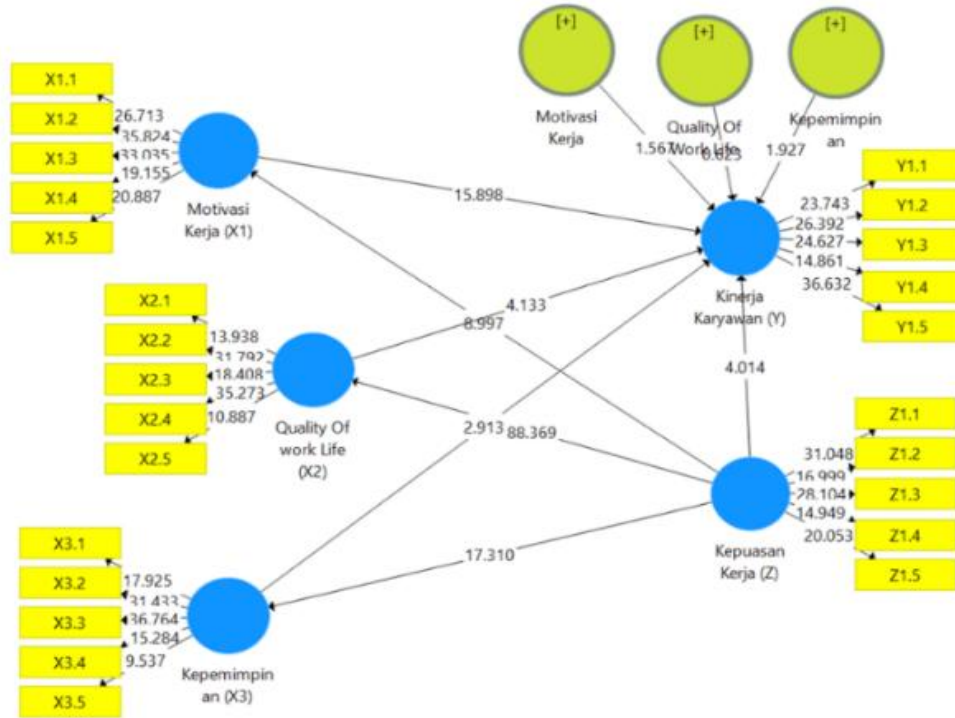 [+]
[+]
[+]
Motivasi
Kerja
Quality Of
Work Life
Kepemimpin
an
1.567
0.623
1.927
X1.1
X1.2
X1.3
X1.4
X1.5
26.713
35.824
33.035
19.155
20.887
Motivasi
Kerja (X1)
15.898
Y1.1
Y1.2
Y1.3
Y1.4
Y1.5
23.743
26.392
24.627
14.861
36.632
Kinerja
Karyawan (Y)
X2.1
X2.2
X2.3
X2.4
X2.5
13.938
31.792
18.408
35.273
10.887
Quality Of
work Life
(X2)
4.133
8.997
4.014
2.913
88.369
Z1.1
Z1.2
Z1.3
Z1.4
Z1.5
31.048
16.999
28.104
14.949
20.053
Kepuasan
Kerja (Z)
17.310
X3.1
X3.2
X3.3
X3.4
X3.5
17.925
31.433
36.764
15.284
9.537
Kepemimpin
an (X3)